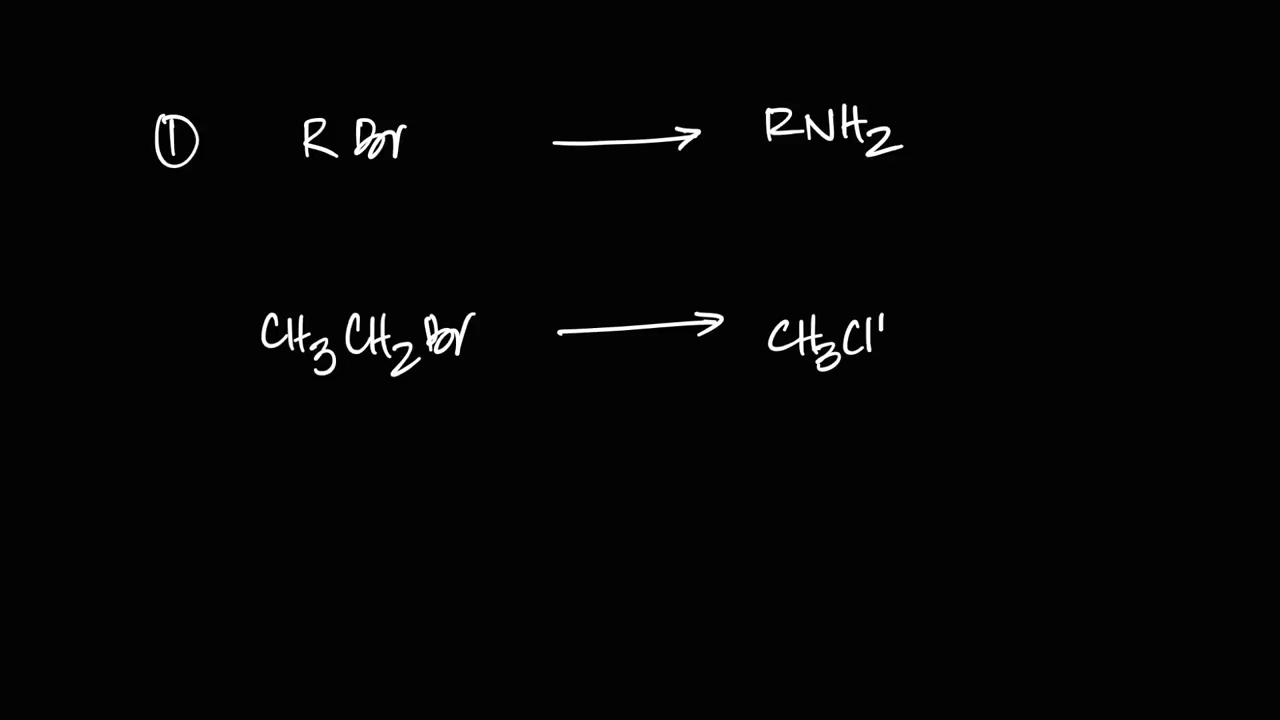 ① R Br → RNH2
CH3CH2Br → CH3Cl'